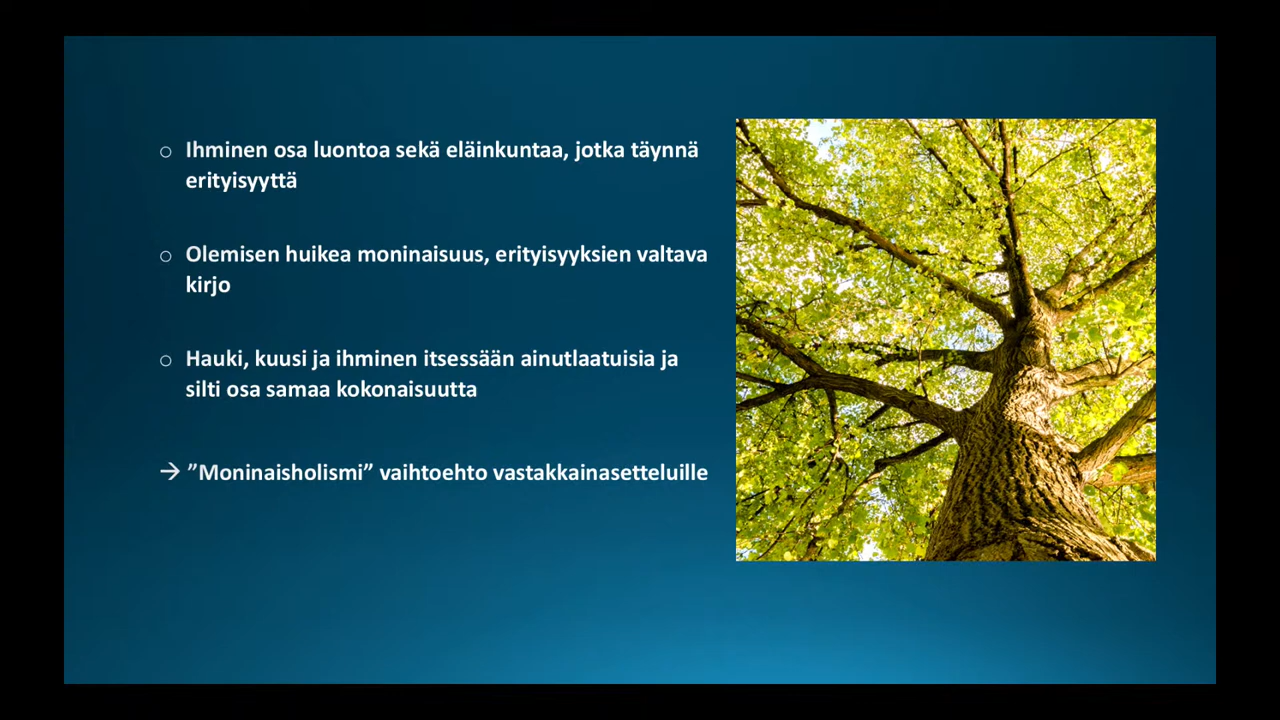 ○ Ihminen osa luontoa sekä eläinkuntaa, jotka täynnä
erityisyyttä
○ Olemisen huikea moninaisuus, erityisyyksien valtava
kirjo
○ Hauki, kuusi ja ihminen itsessään ainutlaatuisia ja
silti osa samaa kokonaisuutta
→ ”Moninaisholismi” vaihtoehto vastakkainasetteluille